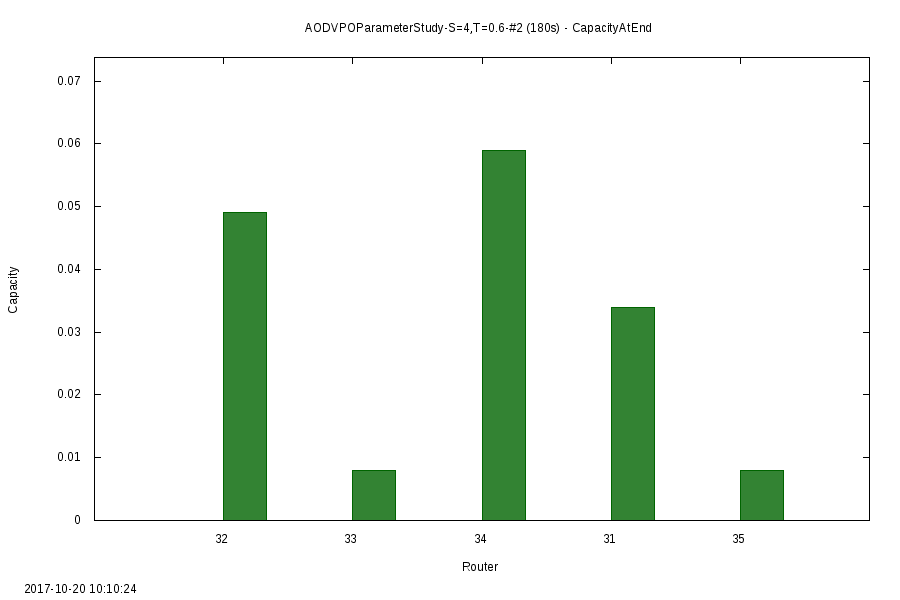 AODVPOParameterStudy-S=4,T=0.6-#2 (180s) - CapacityAtEnd
0.07
0.06
0.05
0.04
0.03
0.02
0.01
0
Capacity
32 33 34 31 35
Router
2017-10-20 10:10:24